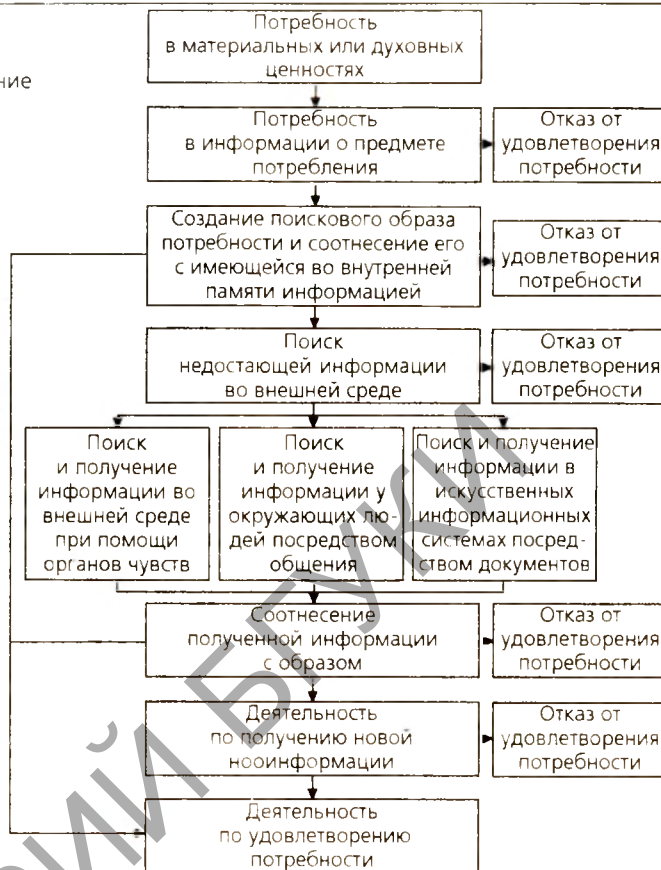 Потребность
в материальных или духовных
ценностях
ние
Потребность
в информации о предмете
потребления
Отказ от
удовлетворения
потребности
Создание поискового образа
потребности и соотнесение его
с имеющейся во внутренней
памяти информацией
Отказ от
удовлетворения
потребности
Поиск
недостающей информации
во внешней среде
Отказ от
удовлетворения
потребности
Поиск
и получение
информации во
внешней среде
при помощи
органов чувств
Поиск
и получение
информации у
окружающих лю-
дей посредством
общения
Поиск и получение
информации в
искусственных
информационных
системах посред-
ством документов
Соотнесение
полученной информации
с образом
Отказ от
удовлетворения
потребности
Деятельность
по получению новой
нооинформации
Отказ от
удовлетворения
потребности
Деятельность
по удовлетворению
потребности
РИЙ БГУКИ